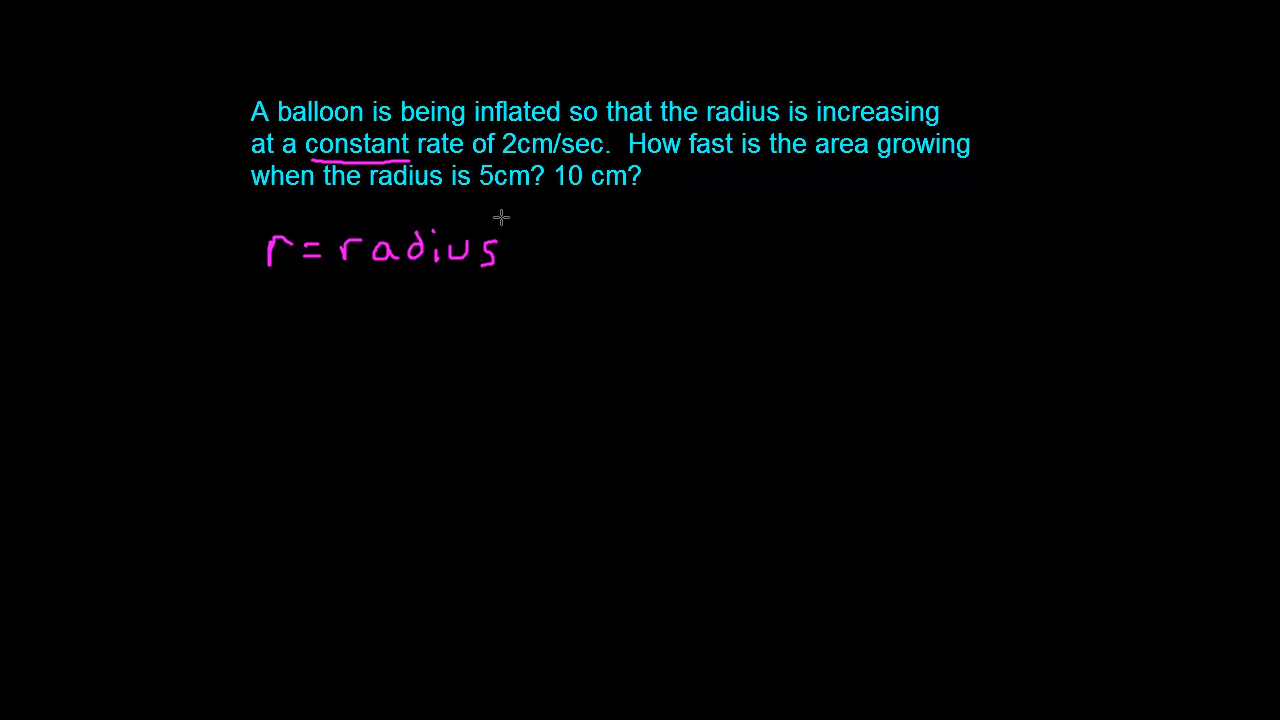 A balloon is being inflated so that the radius is increasing
at a constant rate of 2cm/sec.  How fast is the area growing
when the radius is 5cm? 10 cm?
r = radius